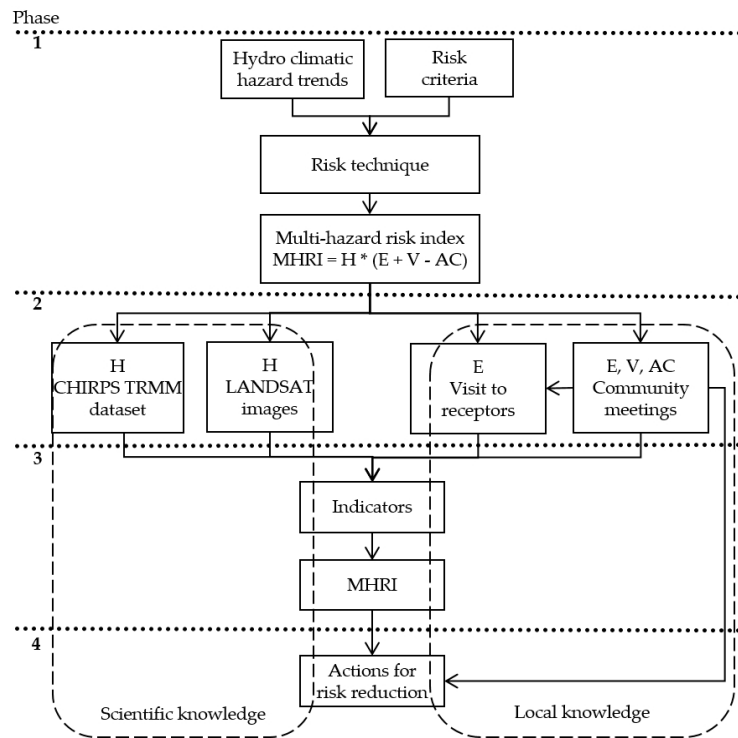 Phase
1
Hydro climatic
hazard trends
Risk
criteria
Risk technique
Multi-hazard risk index
MHRI = H * (E + V - AC)
2
H
CHIRPS TRMM
dataset
H
LANDSAT
images
E
Visit to
receptors
E, V, AC
Community
meetings
3
Indicators
MHRI
4
Actions for
risk reduction
Scientific knowledge
Local knowledge